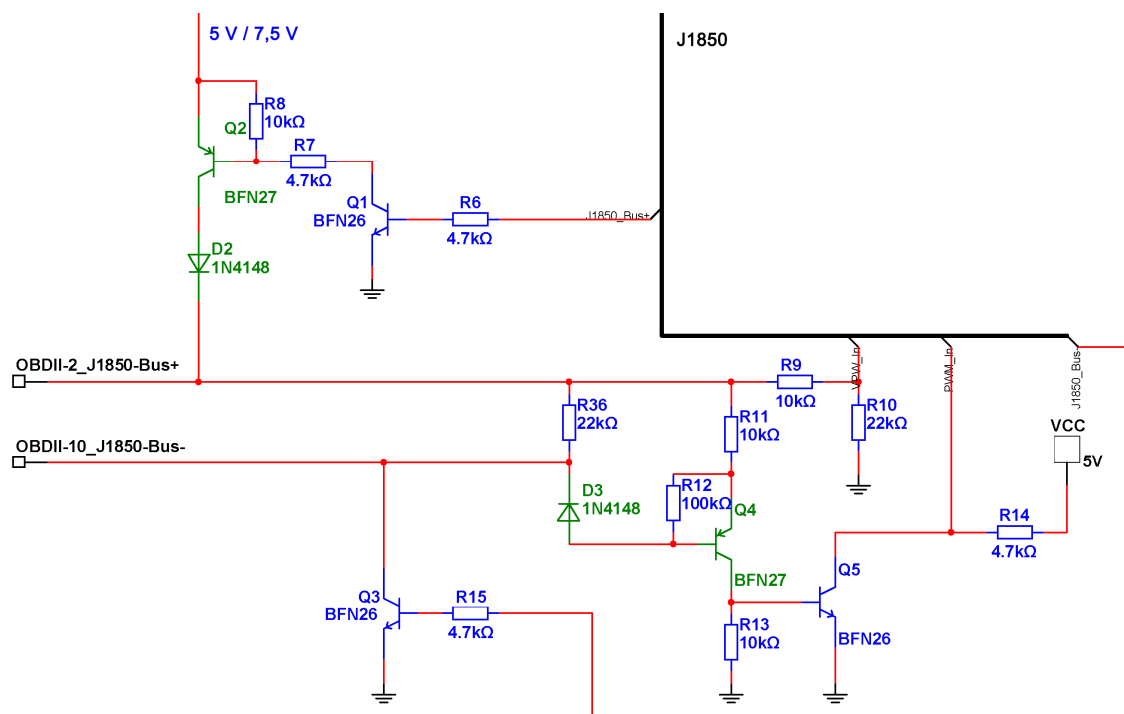 5 V / 7,5 V
J1850
R8
10kΩ
Q2
R7
4.7kΩ
BFN27
Q1
BFN26
R6
4.7kΩ
J1850_Bus+
D2
1N4148
OBDII-2_J1850-Bus+
R9
10kΩ
VPW_In
PWM_In
J1850_Bus-
R36
22kΩ
R11
10kΩ
R10
22kΩ
VCC
5V
OBDII-10_J1850-Bus-
D3
1N4148
R12
100kΩ
Q4
R14
4.7kΩ
BFN27
Q5
BFN26
Q3
BFN26
R15
4.7kΩ
R13
10kΩ